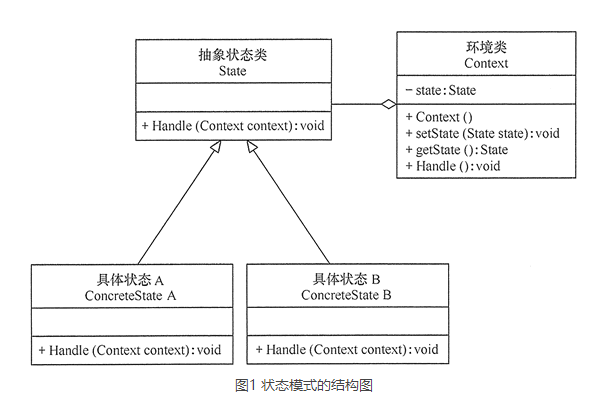 抽象状态类
State
+ Handle (Context context): void
环境类
Context
− state: State
+ Context ()
+ setState (State state): void
+ getState (): State
+ Handle (): void
具体状态 A
ConcreteState A
+ Handle (Context context): void
具体状态 B
ConcreteState B
+ Handle (Context context): void
图1 状态模式的结构图